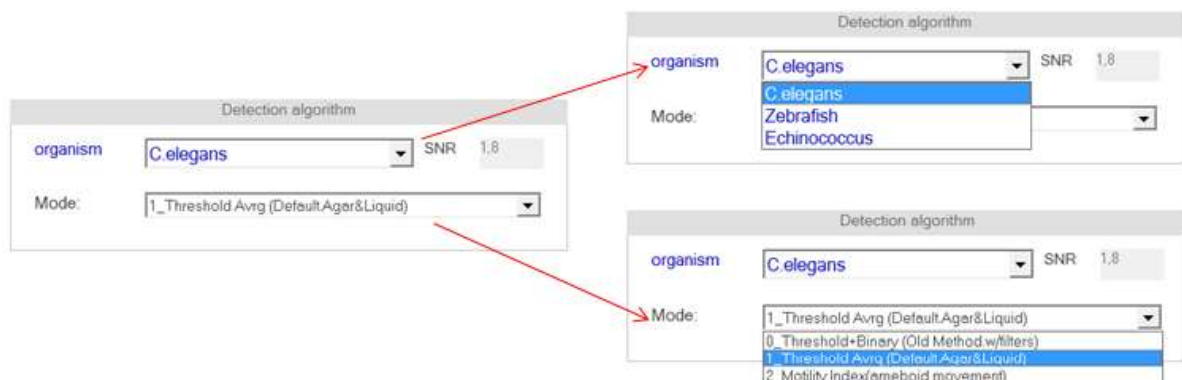 Detection algorithm
organism C.elegans SNR 1,8
Mode: 1_Threshold Avrg (Default.Agar&Liquid)
Detection algorithm
organism C.elegans SNR 1,8
C.elegans
Mode: Zebrafish
Echinococcus
Detection algorithm
organism C.elegans SNR 1,8
Mode: 1_Threshold Avrg (Default.Agar&Liquid)
0_Threshold+Binary (Old Method.w/filters)
1_Threshold Avrg (Default.Agar&Liquid)
2_Motility Index(ameboid movement)